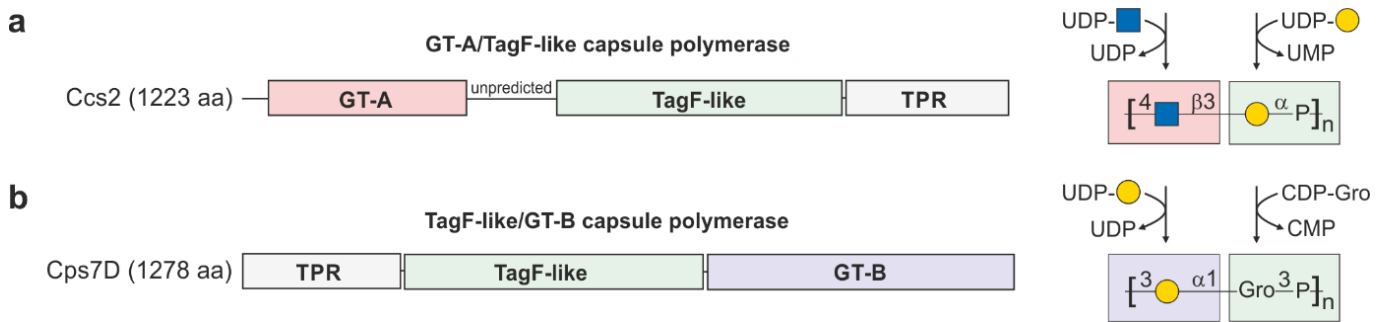 a
GT-A/TagF-like capsule polymerase
Ccs2 (1223 aa)
GT-A
unpredicted
TagF-like
TPR
UDP-
UDP-
UDP
UMP
[4 β3 α P]n
b
TagF-like/GT-B capsule polymerase
Cps7D (1278 aa)
TPR
TagF-like
GT-B
UDP-
CDP-Gro
UDP
CMP
[3 α1 Gro 3 P]n